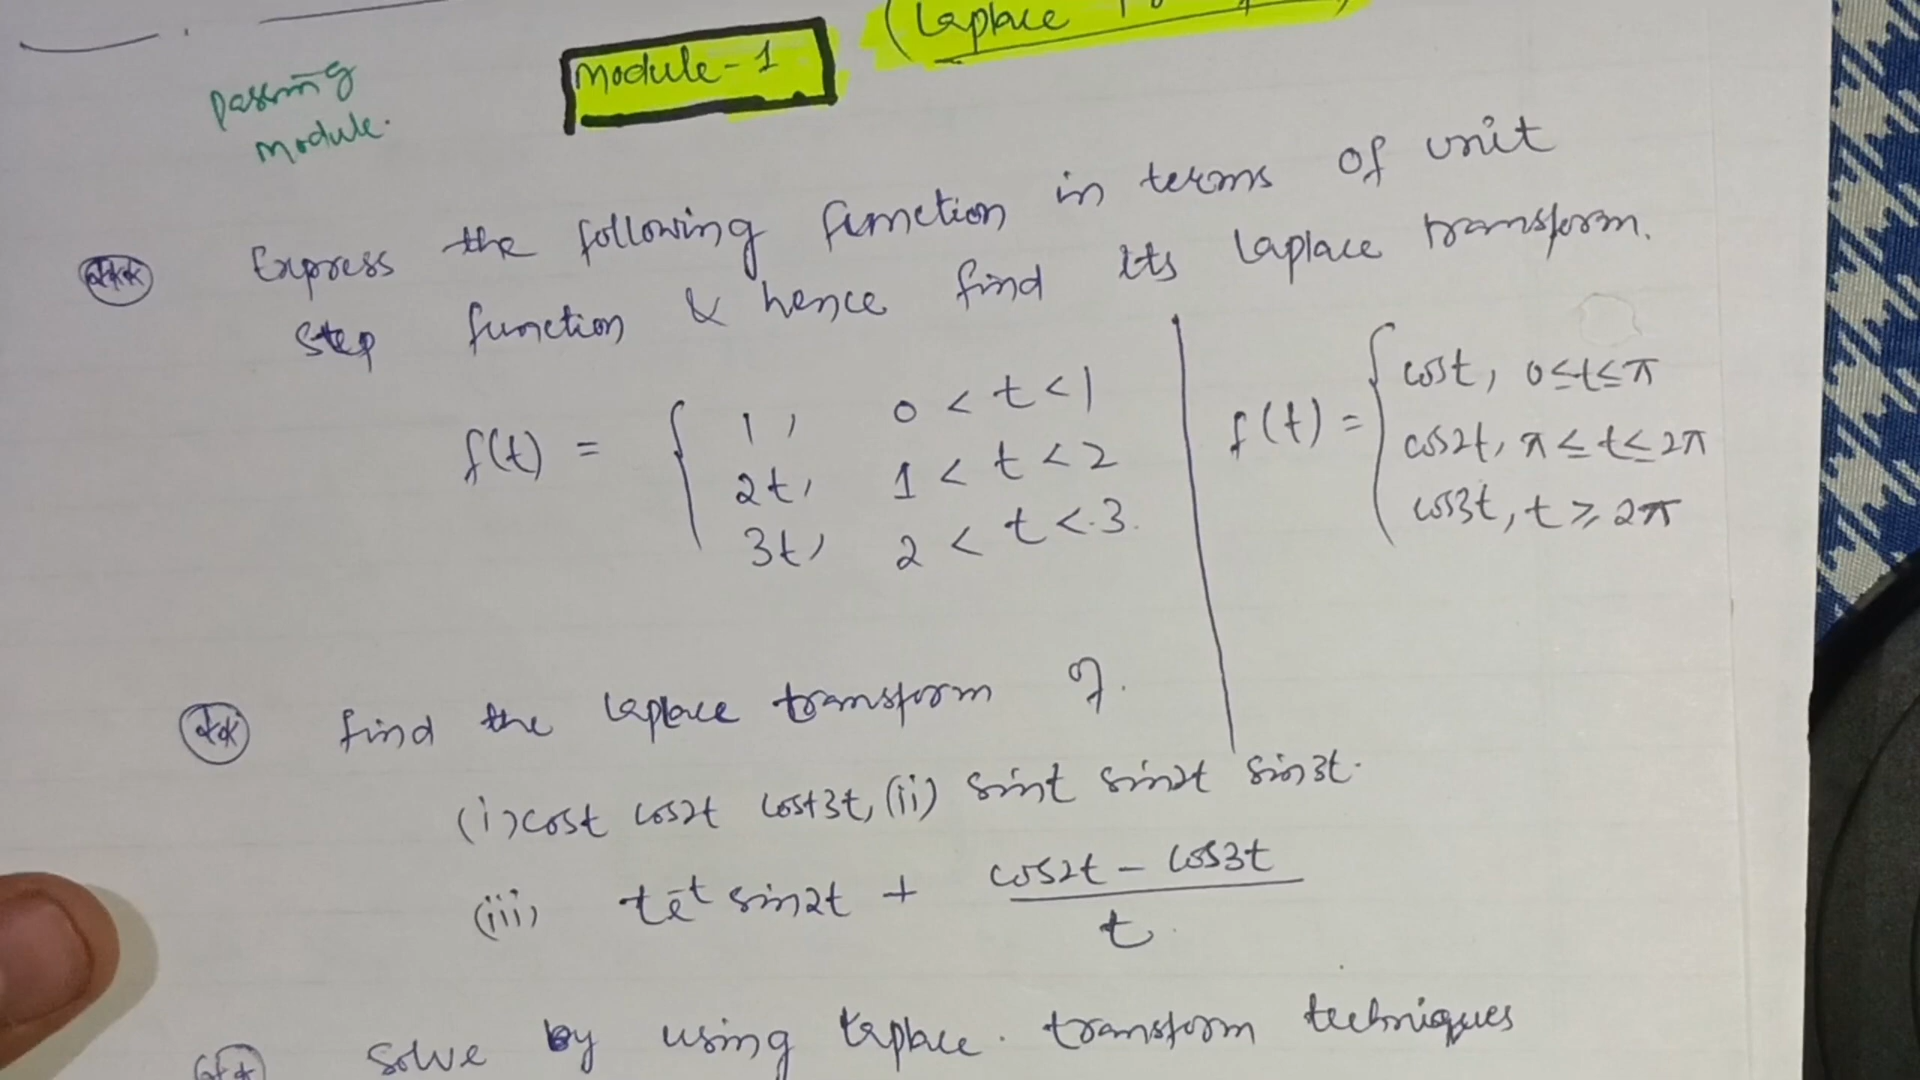 (Laplace
Module-1
passing
module.
*** Express the following function in terms of unit
step function & hence find its Laplace transform.
f(t) = { 1, 0 < t < 1
2t, 1 < t < 2
3t, 2 < t < 3.
f(t) = { cost, 0≤t≤π
cos2t, π≤t≤2π
cos3t, t≥2π
** find the Laplace transform of.
(i) cost cos2t cost3t, (ii) sint sin2t sin3t.
(iii) te^-t sin2t + (cos2t - cos3t)/t.
solve by using Laplace. transform techniques